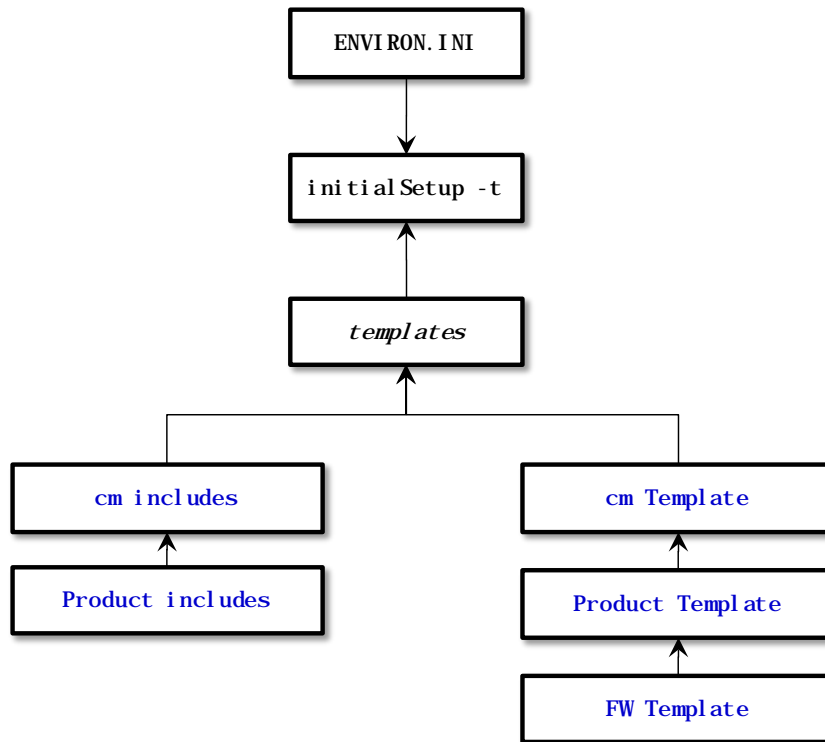 ENVIRON.INI
initialSetup -t
templates
cm includes
cm Template
Product includes
Product Template
FW Template